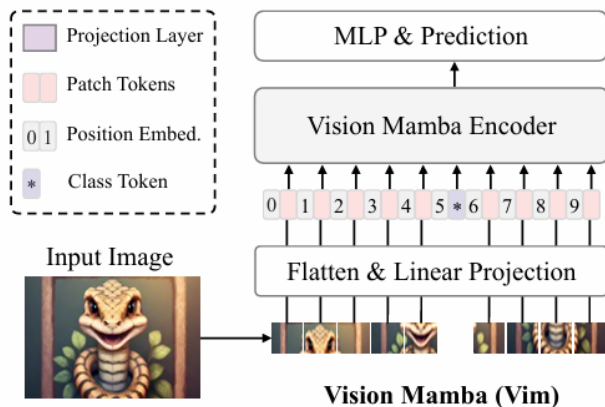 Projection Layer
Patch Tokens
0 1 Position Embed.
* Class Token
MLP & Prediction
Vision Mamba Encoder
0 1 2 3 4 5 * 6 7 8 9
Input Image
Flatten & Linear Projection
Vision Mamba (Vim)